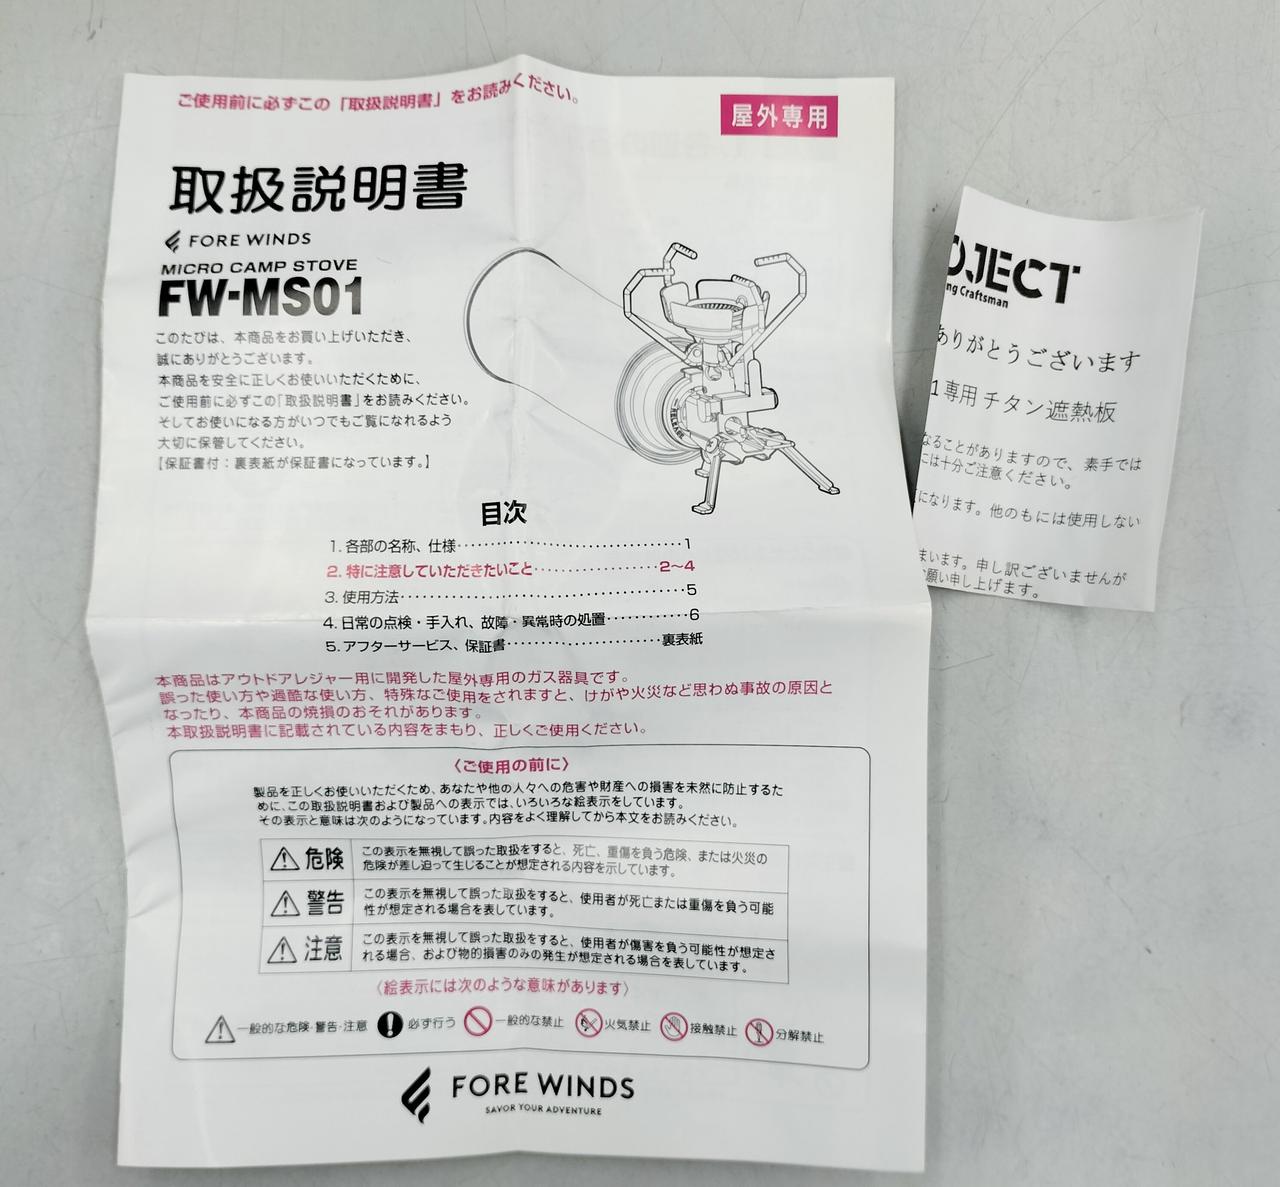 ご使用前に必ずこの「取扱説明書」をお読みください。
屋外専用
取扱説明書
FORE WINDS
MICRO CAMP STOVE
FW-MS01
このたびは、本商品をお買い上げいただき、
誠にありがとうございます。
本商品を安全に正しくお使いいただくために、
ご使用前に必ずこの「取扱説明書」をお読みください。
そしてお使いになる方がいつでもご覧になれるよう
大切に保管してください。
【保証書付：裏表紙が保証書になっています。】
RELEASE
目次
1. 各部の名称、仕様 1
2. 特に注意していただきたいこと 2～4
3. 使用方法 5
4. 日常の点検・手入れ、故障・異常時の処置 6
5. アフターサービス、保証書 裏表紙
本商品はアウトドアレジャー用に開発した屋外専用のガス器具です。
誤った使い方や過酷な使い方、特殊なご使用をされますと、けがや火災など思わぬ事故の原因と
なったり、本商品の焼損のおそれがあります。
本取扱説明書に記載されている内容をまもり、正しくご使用ください。
〈ご使用の前に〉
製品を正しくお使いいただくため、あなたや他の人々への危害や財産への損害を未然に防止するた
めに、この取扱説明書および製品への表示では、いろいろな絵表示をしています。
その表示と意味は次のようになっています。内容をよく理解してから本文をお読みください。
危険 この表示を無視して誤った取扱をすると、死亡、重傷を負う危険、または火災の
危険が差し迫って生じることが想定される内容を示しています。
警告 この表示を無視して誤った取扱をすると、使用者が死亡または重傷を負う可能
性が想定される場合を表しています。
注意 この表示を無視して誤った取扱をすると、使用者が傷害を負う可能性が想定さ
れる場合、および物的損害のみの発生が想定される場合を表しています。
〈絵表示には次のような意味があります〉
一般的な危険・警告・注意 必ず行う 一般的な禁止 火気禁止 接触禁止 分解禁止
FORE WINDS
SAVOR YOUR ADVENTURE
OJECT
ng Craftsman
ありがとうございます
1専用 チタン遮熱板
なることがありますので、素手では
には十分ご注意ください。
になります。他のもには使用しない
まいます。申し訳ございませんが
お願い申し上げます。